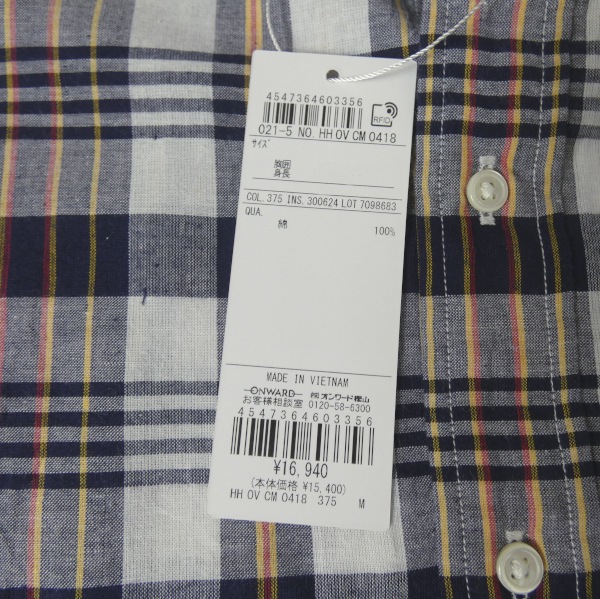 4547364603356
RFID
021-5 NO. HH OV CM 0418
サイズ
胸囲
身長
COL. 375 INS. 300624 LOT 7098683
QUA.
綿 100%
MADE IN VIETNAM
ONWARD ㈱オンワード樫山
お客様相談室 0120-58-6300
4547364603356
¥16,940
(本体価格 ¥15,400)
HH OV CM 0418 375 M